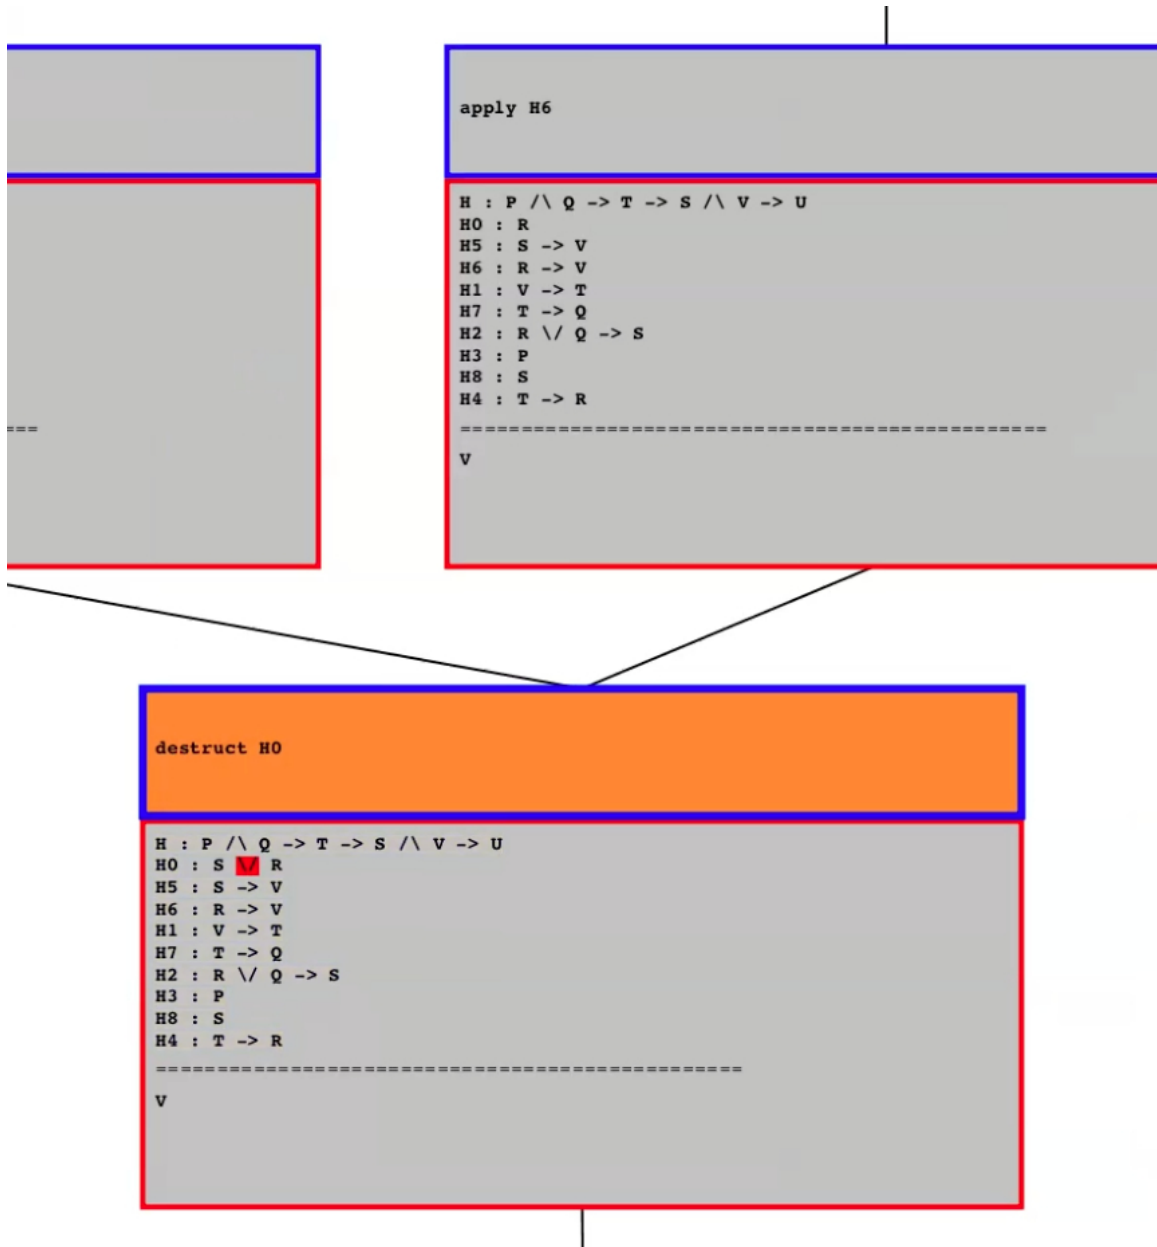 apply H6
H : P /\ Q -> T -> S /\ V -> U
H0 : R
H5 : S -> V
H6 : R -> V
H1 : V -> T
H7 : T -> Q
H2 : R \/ Q -> S
H3 : P
H8 : S
H4 : T -> R
===
================================================
V
destruct H0
H : P /\ Q -> T -> S /\ V -> U
H0 : S \/ R
H5 : S -> V
H6 : R -> V
H1 : V -> T
H7 : T -> Q
H2 : R \/ Q -> S
H3 : P
H8 : S
H4 : T -> R
================================================
V